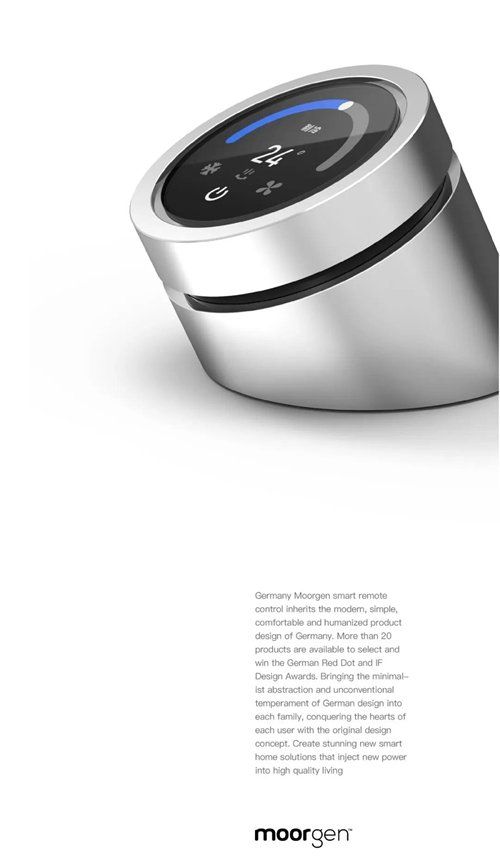 24°
Germany Moorgen smart remote
control inherits the modern, simple,
comfortable and humanized product
design of Germany. More than 20
products are available to select and
win the German Red Dot and IF
Design Awards. Bringing the minimal-
ist abstraction and unconventional
temperament of German design into
each family, conquering the hearts of
each user with the original design
concept. Create stunning new smart
home solutions that inject new power
into high quality living
moorgen™